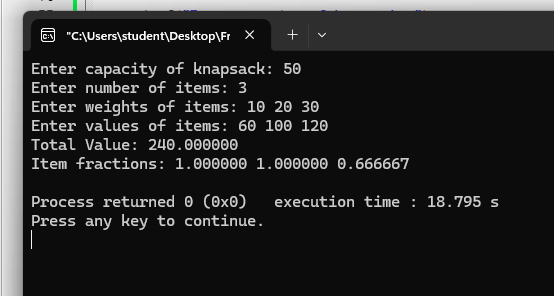 "C:\Users\student\Desktop\Fr
Enter capacity of knapsack: 50
Enter number of items: 3
Enter weights of items: 10 20 30
Enter values of items: 60 100 120
Total Value: 240.000000
Item fractions: 1.000000 1.000000 0.666667
Process returned 0 (0x0)   execution time : 18.795 s
Press any key to continue.